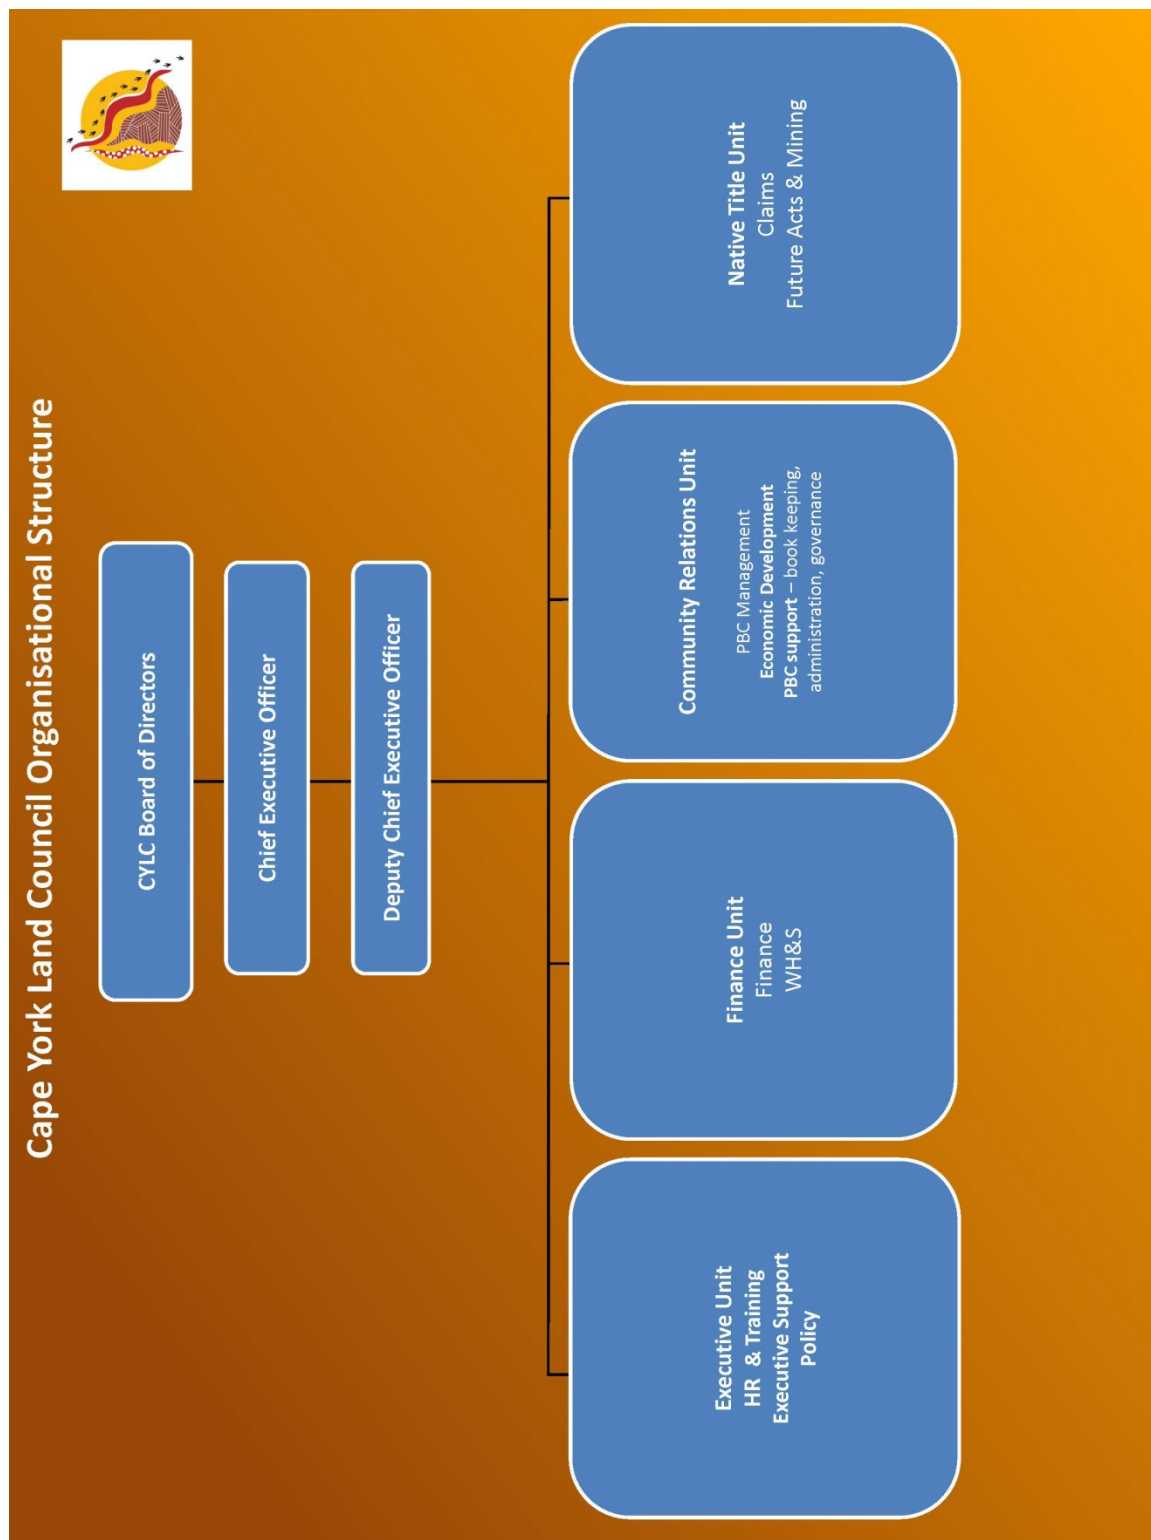 Cape York Land Council Organisational Structure
CYLC Board of Directors
Chief Executive Officer
Deputy Chief Executive Officer
Executive Unit
HR & Training
Executive Support
Policy
Finance Unit
Finance
WH&S
Community Relations Unit
PBC Management
Economic Development
PBC support – book keeping,
administration, governance
Native Title Unit
Claims
Future Acts & Mining